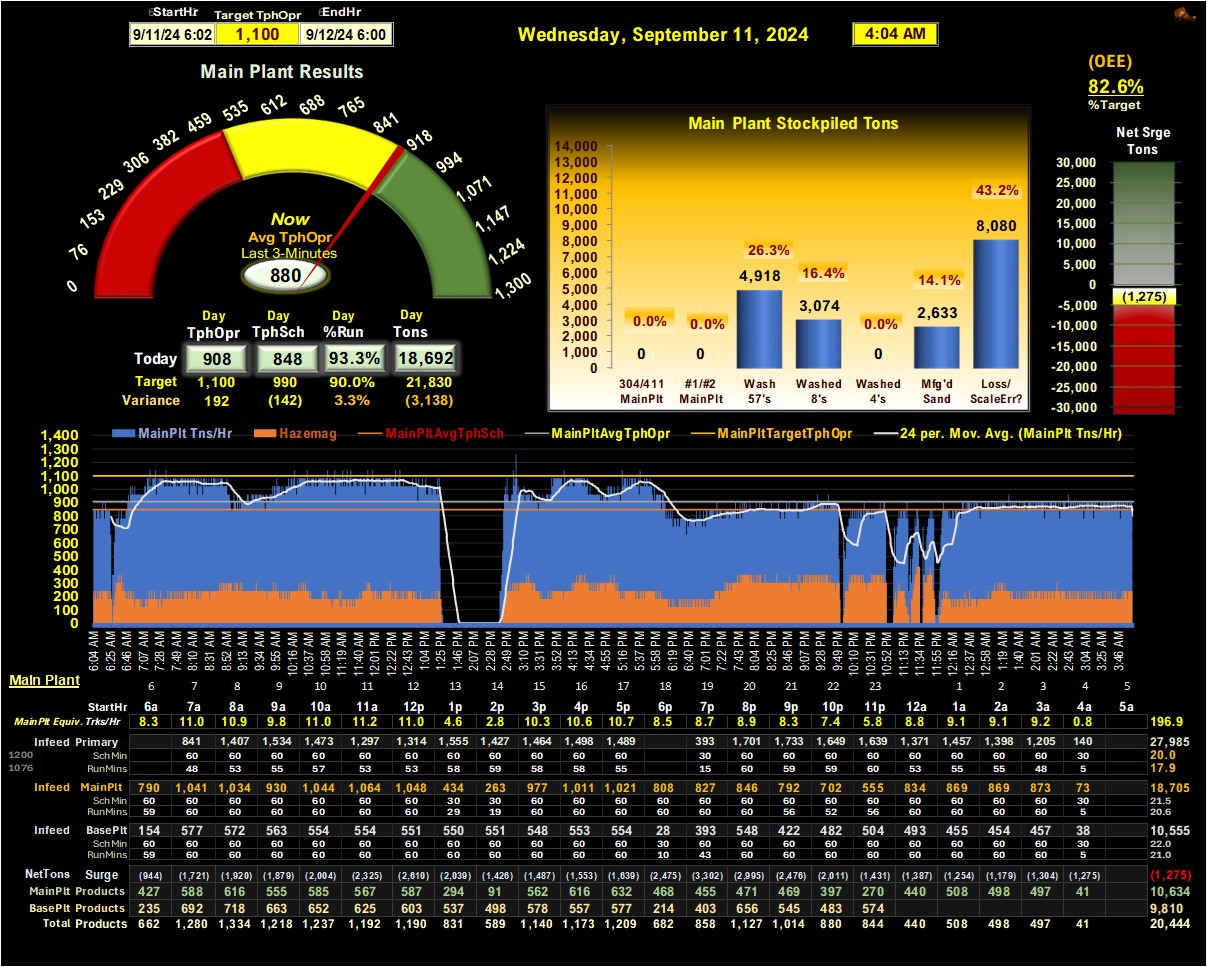 StartHr Target TphOpr EndHr
9/11/24 6:02 1,100 9/12/24 6:00
Wednesday, September 11, 2024
4:04 AM
(OEE)
82.6%
%Target
Main Plant Results
0 76 153 229 306 382 459 535 612 688 765 841 918 994 1,071 1,147 1,224 1,300
Now
Avg TphOpr
Last 3-Minutes
880
Day Day Day Day
TphOpr TphSch %Run Tons
Today 908 848 93.3% 18,692
Target 1,100 990 90.0% 21,830
Variance 192 (142) 3.3% (3,138)
Main Plant Stockpiled Tons
14,000
13,000
12,000
11,000
10,000
9,000
8,000
7,000
6,000
5,000
4,000
3,000
2,000
1,000
0
0.0% 0.0% 26.3% 16.4% 0.0% 14.1% 43.2%
0 0 4,918 3,074 0 2,633 8,080
304/411 #1/#2 Wash Washed Washed Mfg'd Loss/
MainPlt MainPlt 57's 8's 4's Sand ScaleErr?
Net Srge
Tons
30,000
25,000
20,000
15,000
10,000
5,000
0
-5,000
-10,000
-15,000
-20,000
-25,000
-30,000
(1,275)
MainPlt Tns/Hr Hazemag MainPltAvgTphSch MainPltAvgTphOpr MainPltTargetTphOpr 24 per. Mov. Avg. (MainPlt Tns/Hr)
1,400
1,300
1,200
1,100
1,000
900
800
700
600
500
400
300
200
100
0
6:04 AM 6:25 AM 6:46 AM 7:07 AM 7:28 AM 7:49 AM 8:10 AM 8:31 AM 8:52 AM 9:13 AM 9:34 AM 9:55 AM 10:16 AM 10:37 AM 10:58 AM 11:19 AM 11:40 AM 12:01 PM 12:22 PM 12:43 PM 1:04 PM 1:25 PM 1:46 PM 2:07 PM 2:28 PM 2:49 PM 3:10 PM 3:31 PM 3:52 PM 4:13 PM 4:34 PM 4:55 PM 5:16 PM 5:37 PM 5:58 PM 6:19 PM 6:40 PM 7:01 PM 7:22 PM 7:43 PM 8:04 PM 8:25 PM 8:46 PM 9:07 PM 9:28 PM 9:49 PM 10:10 PM 10:31 PM 10:52 PM 11:13 PM 11:34 PM 11:55 PM 12:16 AM 12:37 AM 12:58 AM 1:19 AM 1:40 AM 2:01 AM 2:22 AM 2:43 AM 3:04 AM 3:25 AM 3:46 AM
Main Plant
6 7 8 9 10 11 12 13 14 15 16 17 18 19 20 21 22 23 1 2 3 4 5
StartHr 6a 7a 8a 9a 10a 11a 12p 1p 2p 3p 4p 5p 6p 7p 8p 9p 10p 11p 12a 1a 2a 3a 4a 5a
MainPlt Equiv. Trks/Hr 8.3 11.0 10.9 9.8 11.0 11.2 11.0 4.6 2.8 10.3 10.6 10.7 8.5 8.7 8.9 8.3 7.4 5.8 8.8 9.1 9.1 9.2 0.8 196.9
Infeed Primary 841 1,407 1,534 1,473 1,297 1,314 1,555 1,427 1,464 1,498 1,489 393 1,701 1,733 1,649 1,639 1,371 1,457 1,398 1,205 140 27,985
1200 SchMin 60 60 60 60 60 60 60 60 60 60 60 30 60 60 60 60 60 60 60 60 30 20.0
1076 RunMins 48 53 55 57 53 53 58 59 58 58 55 15 60 59 59 60 53 55 55 48 5 17.9
Infeed MainPlt 790 1,041 1,034 930 1,044 1,064 1,048 434 263 977 1,011 1,021 808 827 846 792 702 555 834 869 869 873 73 18,705
SchMin 60 60 60 60 60 60 60 30 30 60 60 60 60 60 60 60 60 60 60 60 60 60 30 21.5
RunMins 59 60 60 60 60 60 60 29 19 60 60 60 60 60 60 56 52 56 60 60 60 60 5 20.6
Infeed BasePlt 154 577 572 563 554 554 551 550 551 548 553 554 28 393 548 422 482 504 493 455 454 457 38 10,555
SchMin 60 60 60 60 60 60 60 60 60 60 60 60 30 60 60 60 60 60 60 60 60 60 30 22.0
RunMins 59 60 60 60 60 60 60 60 60 60 60 60 10 43 60 60 60 60 60 60 60 60 5 21.0
NetTons Surge (944) (1,721) (1,920) (1,879) (2,004) (2,325) (2,610) (2,039) (1,426) (1,487) (1,553) (1,639) (2,475) (3,302) (2,995) (2,476) (2,011) (1,431) (1,387) (1,254) (1,179) (1,304) (1,275) (1,275)
MainPlt Products 427 588 616 555 585 567 587 294 91 562 616 632 468 455 471 469 397 270 440 508 498 497 41 10,634
BasePlt Products 235 692 718 663 652 625 603 537 498 578 557 577 214 403 656 545 483 574 9,810
Total Products 662 1,280 1,334 1,218 1,237 1,192 1,190 831 589 1,140 1,173 1,209 682 858 1,127 1,014 880 844 440 508 498 497 41 20,444